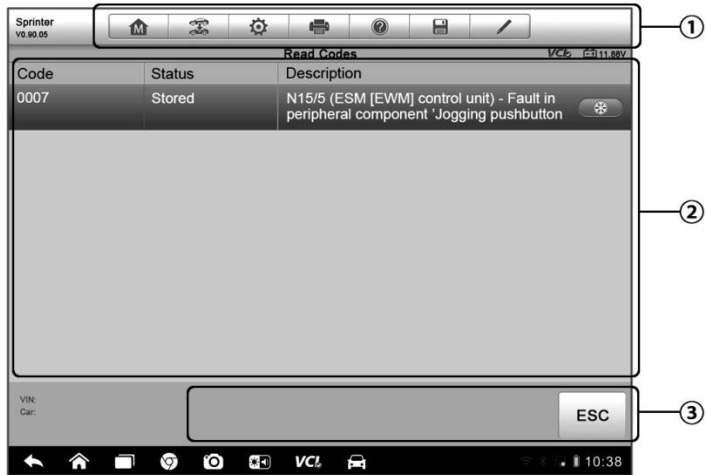 Sprinter
V0.90.05
M
?
①
Read Codes
VCI
11.88V
Code Status Description
0007 Stored N15/5 (ESM [EWM] control unit) - Fault in
peripheral component 'Jogging pushbutton
②
VIN:
Car:
ESC
③
VCI
10:38